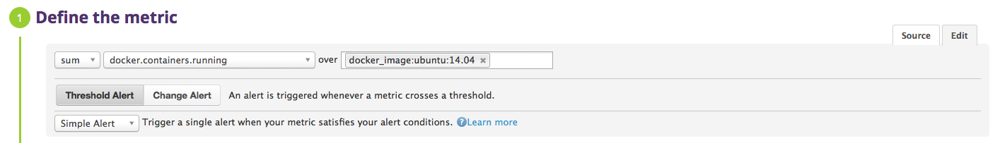 1 Define the metric
Source Edit
sum docker.containers.running over docker_image:ubuntu:14.04 ×
Threshold Alert Change Alert An alert is triggered whenever a metric crosses a threshold.
Simple Alert Trigger a single alert when your metric satisfies your alert conditions. ?Learn more